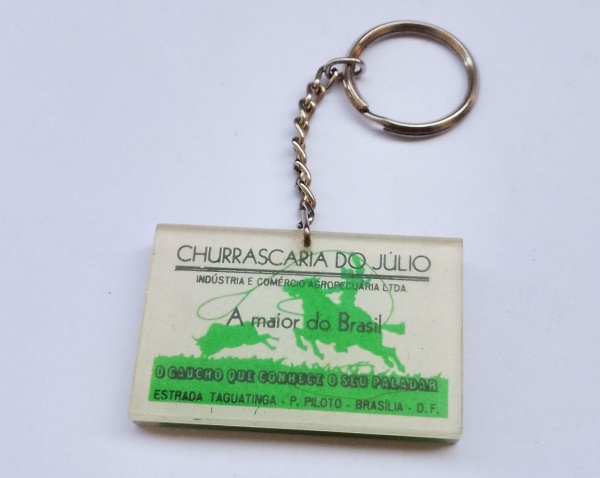 CHURRASCARIA DO JÚLIO
INDÚSTRIA E COMÉRCIO AGROPECUÁRIA LTDA.
A maior do Brasil
O GAUCHO QUE CONHECE O SEU PALADAR
ESTRADA TAGUATINGA - P. PILOTO - BRASÍLIA - D. F.